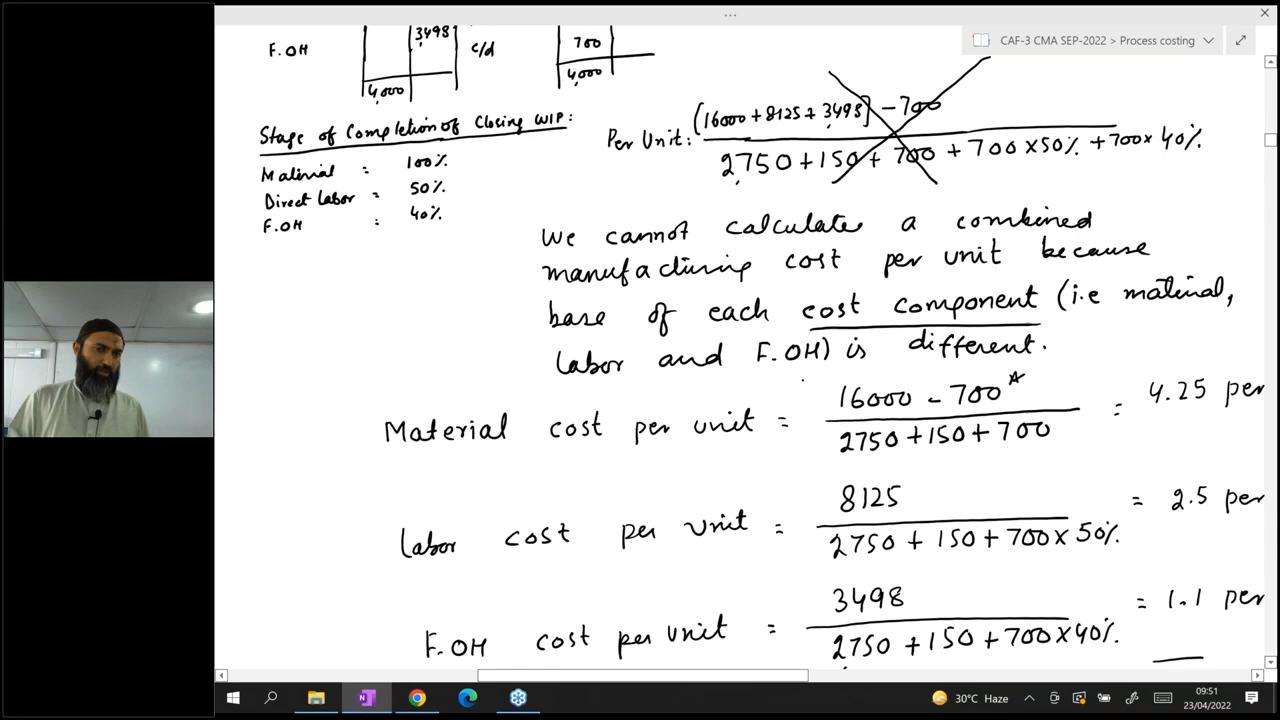 CAF-3 CMA SEP-2022 > Process costing
3498
F.OH
c/d
700
4,000
4,000
Stage of Completion of Closing WIP:
Material = 100%
Direct Labor = 50%
F.OH : 40%
Per Unit: (16000 + 8125 + 3498) - 700
2750 + 150 + 700 + 700 × 50% + 700 × 40%
We cannot calculate a combined
manufacturing cost per unit because
base of each cost component (i.e material,
labor and F.OH) is different.
Material cost per unit = 16000 - 700* = 4.25 per
2750 + 150 + 700
Labor cost per unit = 8125 = 2.5 per
2750 + 150 + 700 × 50%
F.OH cost per unit = 3498 = 1.1 per
2750 + 150 + 700 × 40%
30°C Haze
09:51
23/04/2022